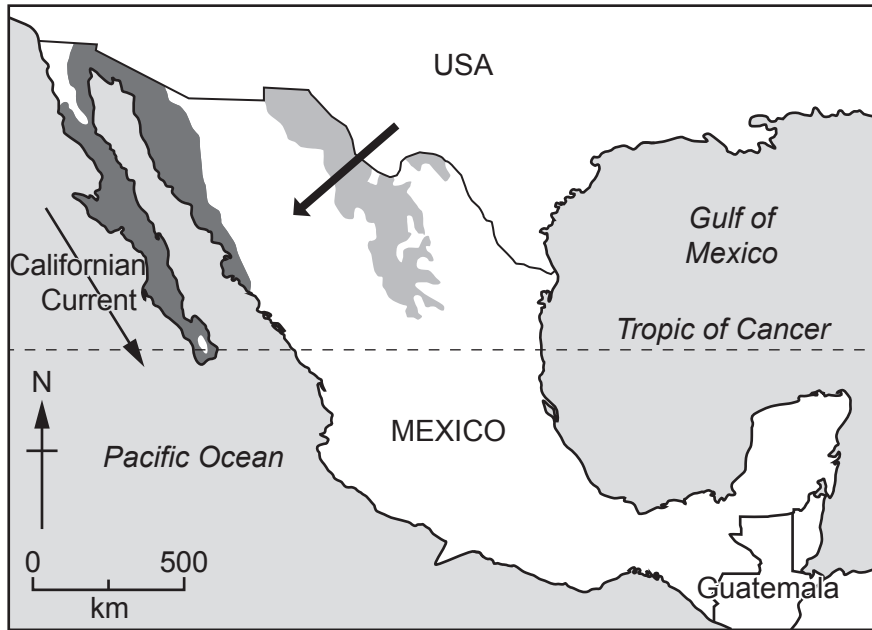 USA
Gulf of
Mexico
Californian
Current
Tropic of Cancer
N
MEXICO
Pacific Ocean
0 500
km
Guatemala